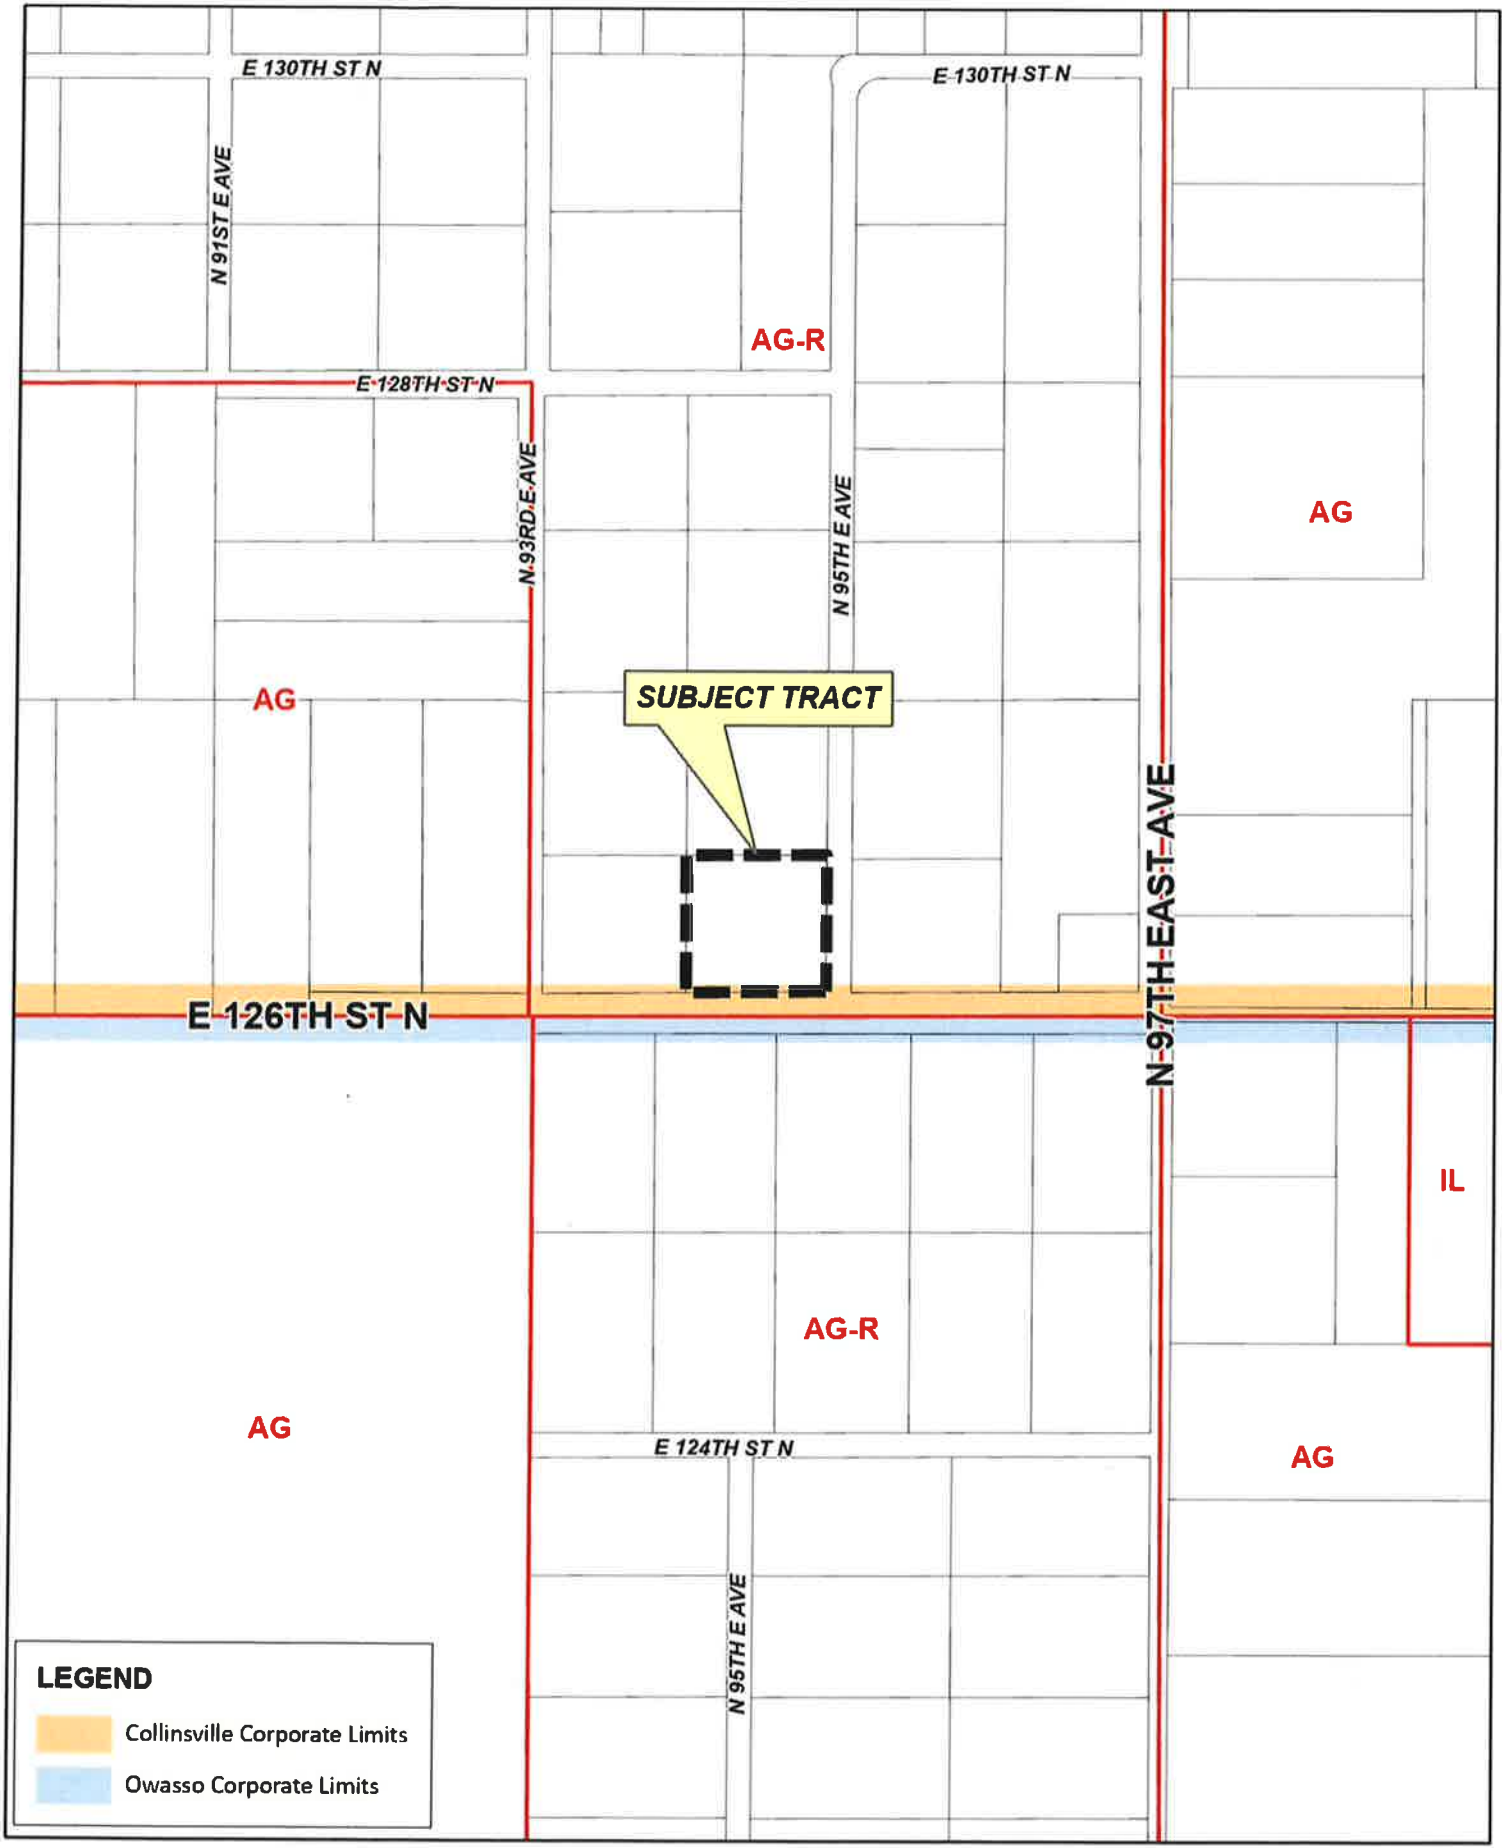 E 130TH ST N
E 130TH ST N
N 91ST E AVE
AG-R
E 128TH ST N
N 93RD E AVE
N 95TH E AVE
AG
SUBJECT TRACT
AG
N 97TH EAST AVE
E 126TH ST N
IL
AG-R
AG
E 124TH ST N
AG
N 95TH E AVE
LEGEND
Collinsville Corporate Limits
Owasso Corporate Limits